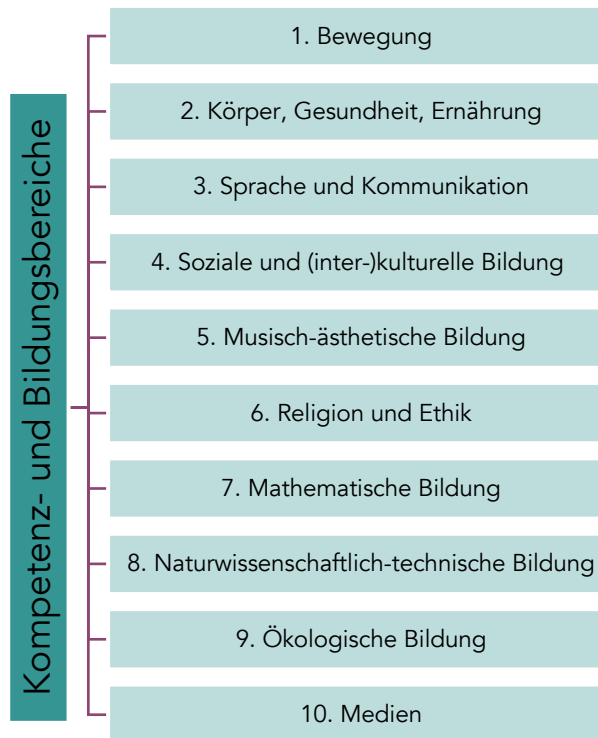 Kompetenz- und Bildungsbereiche
1. Bewegung
2. Körper, Gesundheit, Ernährung
3. Sprache und Kommunikation
4. Soziale und (inter-)kulturelle Bildung
5. Musisch-ästhetische Bildung
6. Religion und Ethik
7. Mathematische Bildung
8. Naturwissenschaftlich-technische Bildung
9. Ökologische Bildung
10. Medien